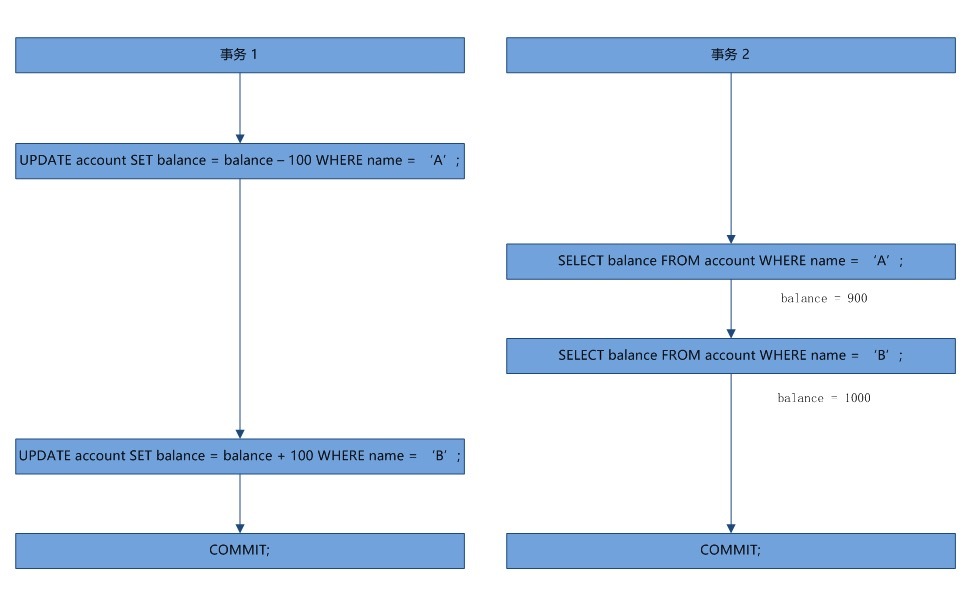 事务 1
UPDATE account SET balance = balance – 100 WHERE name = ‘A’;
UPDATE account SET balance = balance + 100 WHERE name = ‘B’;
COMMIT;
事务 2
SELECT balance FROM account WHERE name = ‘A’;
balance = 900
SELECT balance FROM account WHERE name = ‘B’;
balance = 1000
COMMIT;